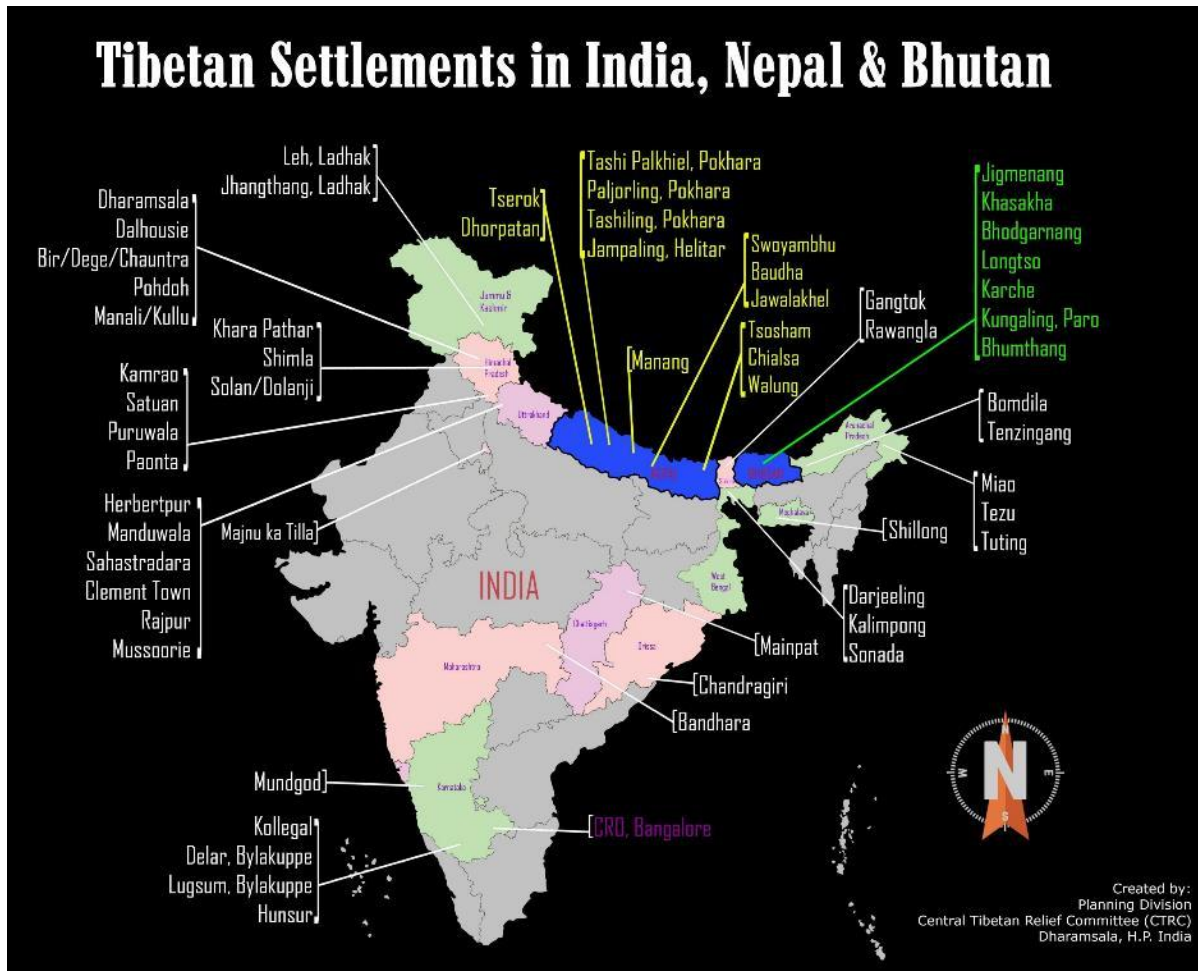 Tibetan Settlements in India, Nepal & Bhutan
Leh, Ladhak
Jhangthang, Ladhak
Dharamsala
Dalhousie
Bir/Dege/Chauntra
Pohdoh
Manali/Kullu
Khara Pathar
Shimla
Solan/Dolanji
Kamrao
Satuan
Puruwala
Paonta
Herbertpur
Manduwala
Sahastradara
Clement Town
Rajpur
Mussoorie
Majnu ka Tilla
Tserok
Dhorpatan
Tashi Palkhiel, Pokhara
Paljorling, Pokhara
Tashiling, Pokhara
Jampaling, Helitar
Manang
Swoyambhu
Baudha
Jawalakhel
Tsosham
Chialsa
Walung
Gangtok
Rawangla
Jigmenang
Khasakha
Bhodgarnang
Longtso
Karche
Kungaling, Paro
Bhumthang
Bomdila
Tenzingang
Miao
Tezu
Tuting
Shillong
Darjeeling
Kalimpong
Sonada
Mainpat
Chandragiri
Bandhara
Mundgod
Kollegal
Delar, Bylakuppe
Lugsum, Bylakuppe
Hunsur
CRO, Bangalore
Jammu &
Kashmir
Himachal
Pradesh
Uttrakhand
Arunachal
Pradesh
Meghalaya
West
Bengal
INDIA
Orissa
Maharashtra
Karnataka
N
N
E
S
W
Created by:
Planning Division
Central Tibetan Relief Committee (CTRC)
Dharamsala, H.P. India